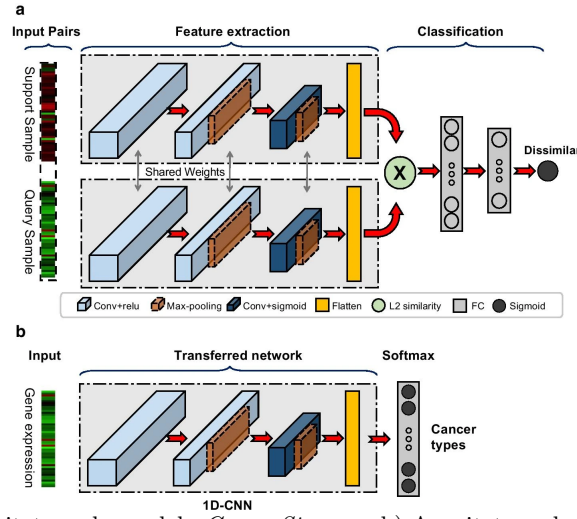 a
Input Pairs
Feature extraction
Classification
Support Sample
Query Sample
Shared Weights
X
Dissimilar
Conv+relu
Max-pooling
Conv+sigmoid
Flatten
L2 similarity
FC
Sigmoid
b
Input
Transferred network
Softmax
Gene expression
Cancer
types
1D-CNN